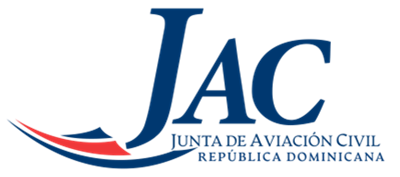 JAC
JUNTA DE AVIACIÓN CIVIL
REPÚBLICA DOMINICANA